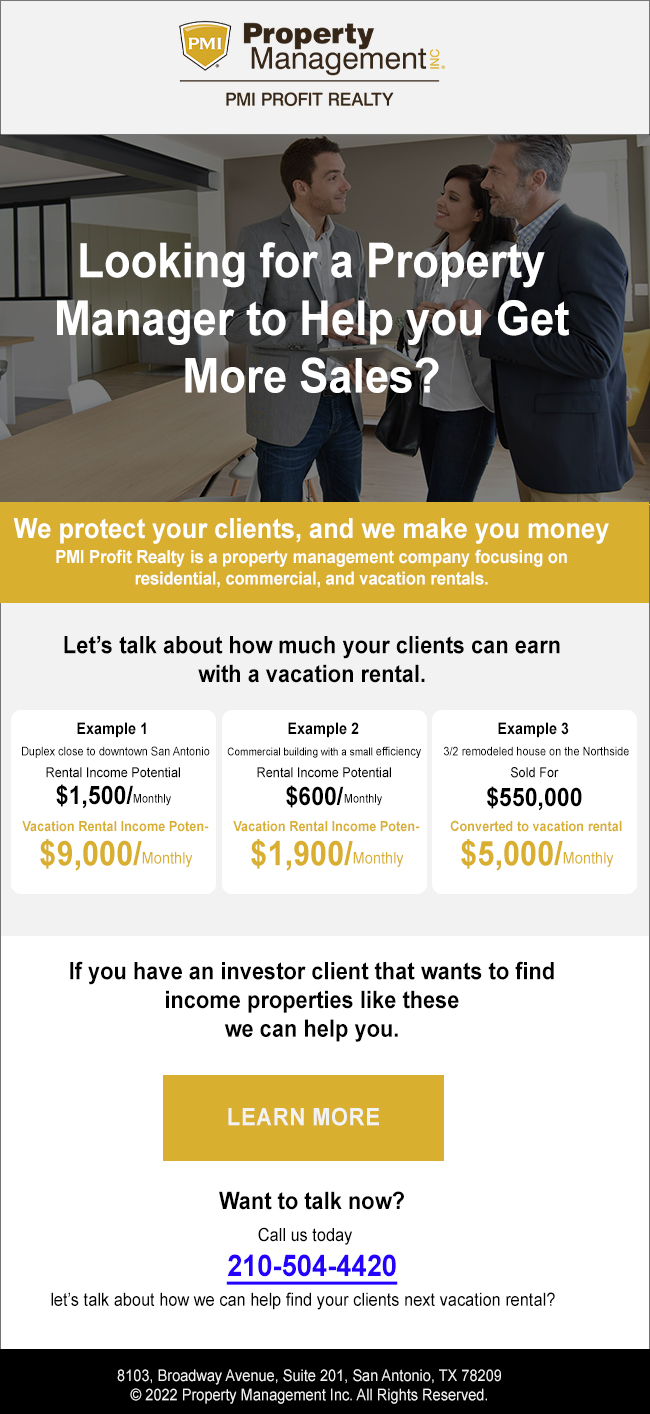 PMI
Property
Management INC
PMI PROFIT REALTY
Looking for a Property
Manager to Help you Get
More Sales?
We protect your clients, and we make you money
PMI Profit Realty is a property management company focusing on
residential, commercial, and vacation rentals.
Let’s talk about how much your clients can earn
with a vacation rental.
Example 1
Duplex close to downtown San Antonio
Rental Income Potential
$1,500/Monthly
Vacation Rental Income Poten-
$9,000/Monthly
Example 2
Commercial building with a small efficiency
Rental Income Potential
$600/Monthly
Vacation Rental Income Poten-
$1,900/Monthly
Example 3
3/2 remodeled house on the Northside
Sold For
$550,000
Converted to vacation rental
$5,000/Monthly
If you have an investor client that wants to find
income properties like these
we can help you.
LEARN MORE
Want to talk now?
Call us today
210-504-4420
let’s talk about how we can help find your clients next vacation rental?
8103, Broadway Avenue, Suite 201, San Antonio, TX 78209
© 2022 Property Management Inc. All Rights Reserved.